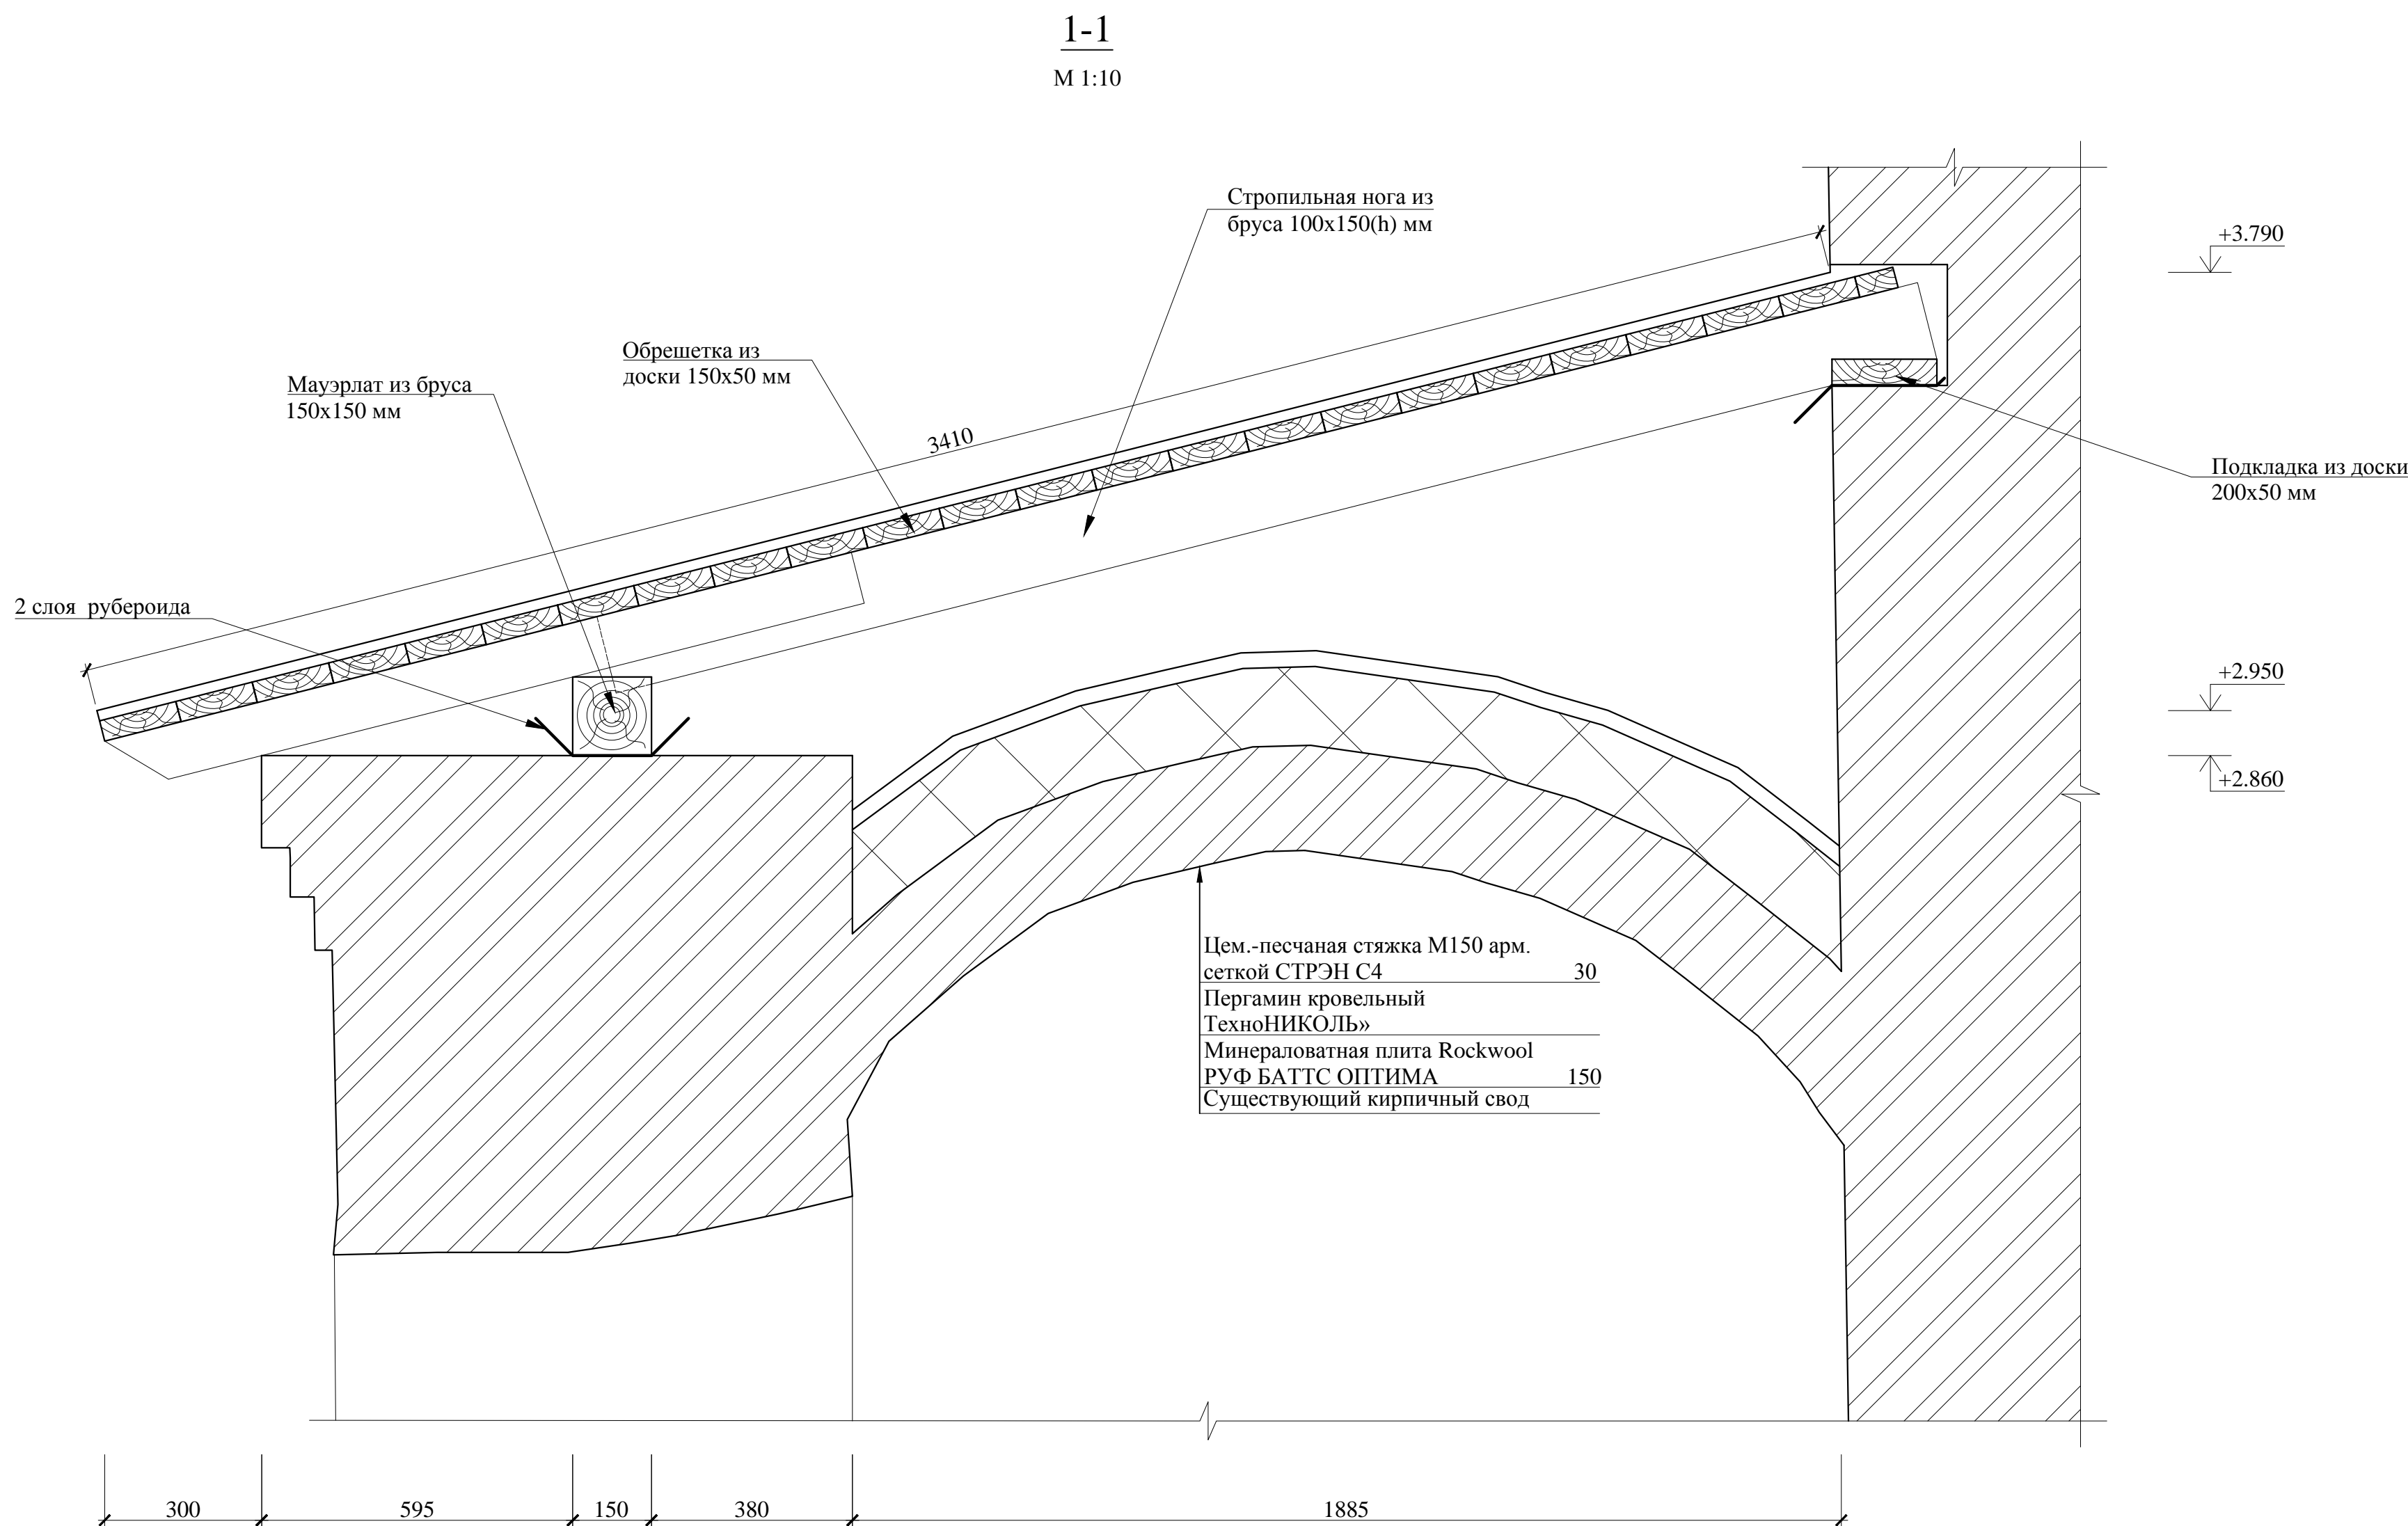 1-1
М 1:10
Стропильная нога из
бруса 100х150(h) мм
+3.790
Обрешетка из
доски 150х50 мм
Мауэрлат из бруса
150х150 мм
3410
Подкладка из доски
200х50 мм
2 слоя  рубероида
+2.950
+2.860
Цем.-песчаная стяжка М150 арм.
сеткой СТРЭН С4 30
Пергамин кровельный
ТехноНИКОЛЬ»
Минераловатная плита Rockwool
РУФ БАТТС ОПТИМА 150
Существующий кирпичный свод
300 595 150 380 1885